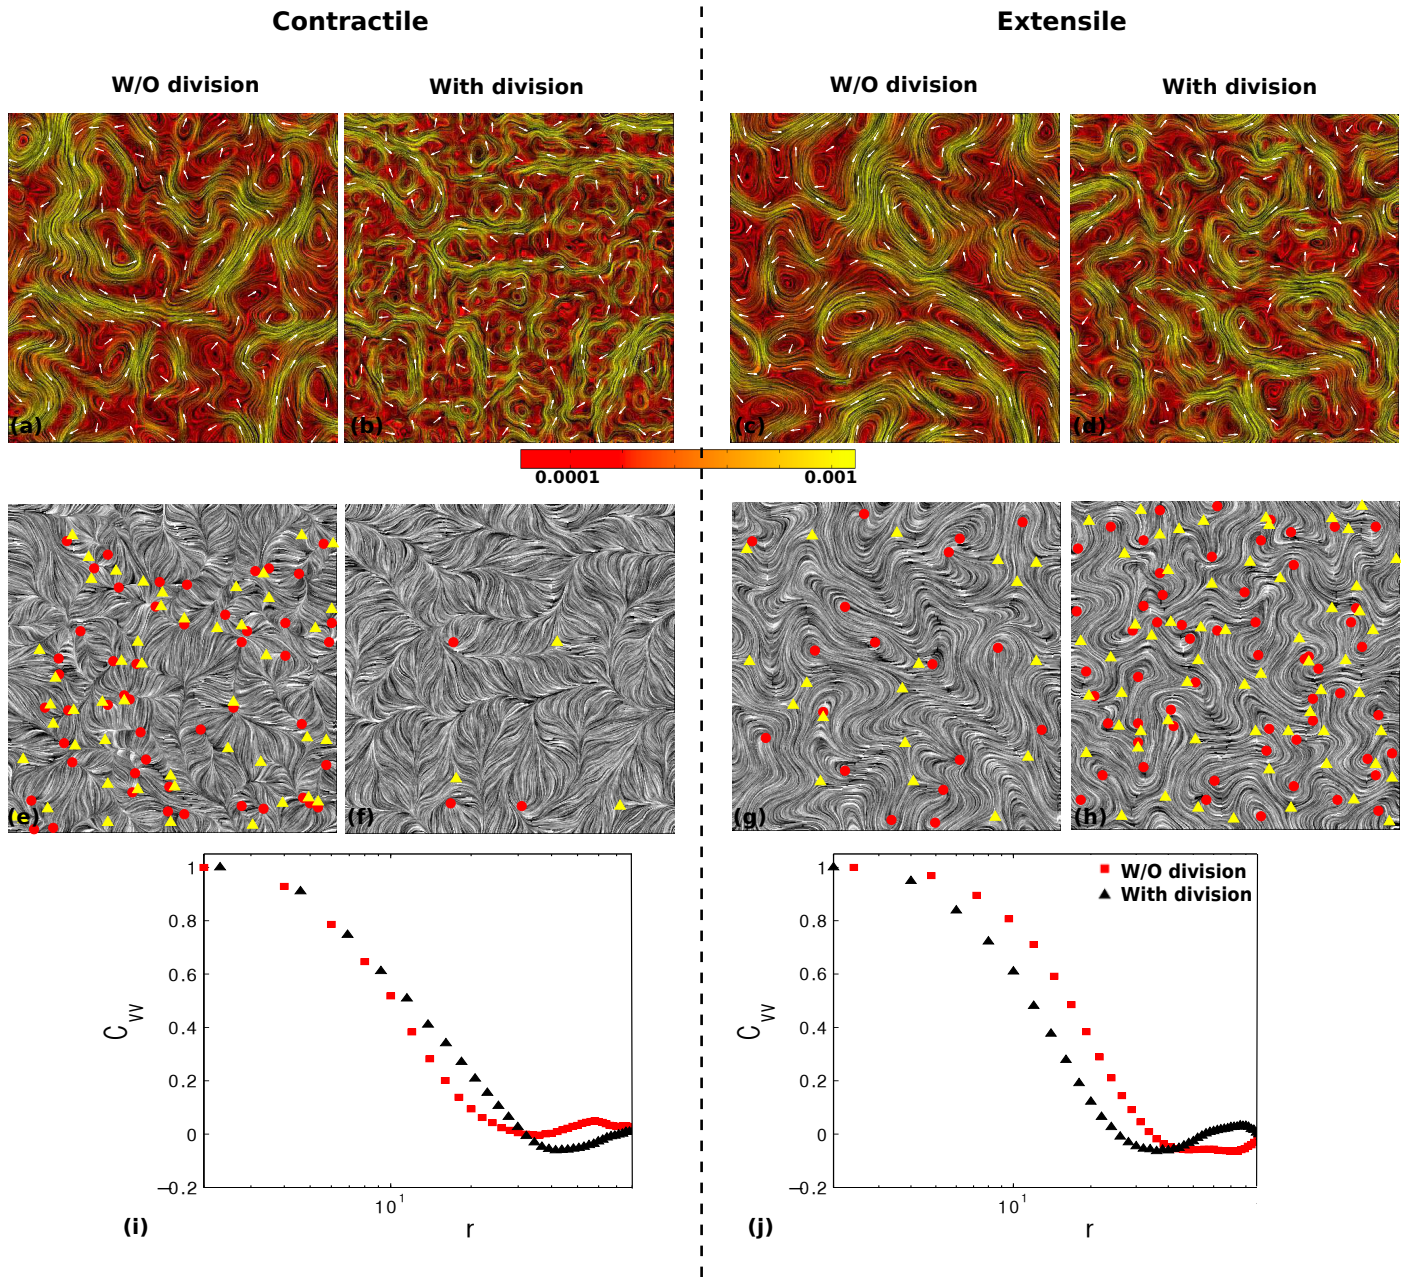 Contractile
Extensile
W/O division
With division
W/O division
With division
(a)
(b)
(c)
(d)
0.0001
0.001
(e)
(f)
(g)
(h)
1
0.8
0.6
0.4
0.2
0
−0.2
C_vv
10^1
r
(i)
1
0.8
0.6
0.4
0.2
0
−0.2
C_vv
10^1
r
(j)
W/O division
With division